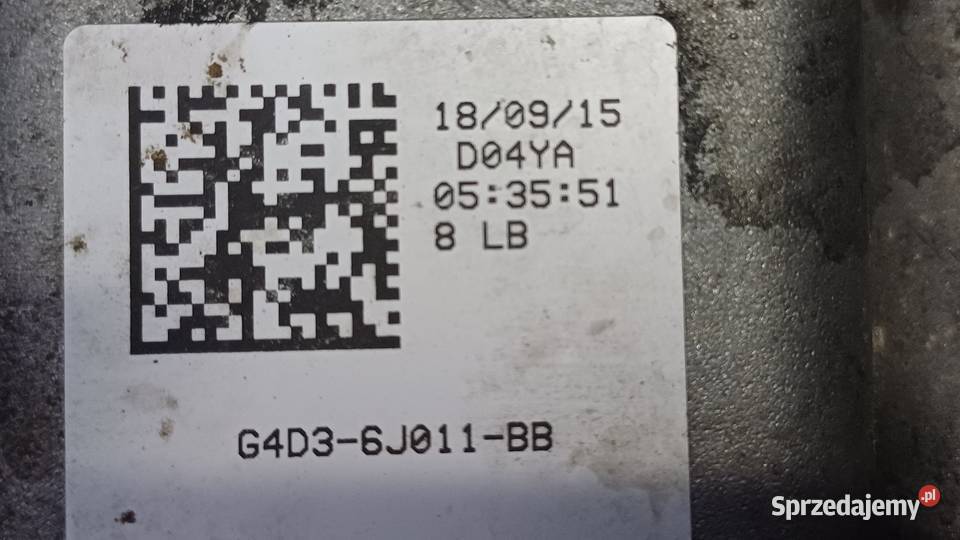 18/09/15
D04YA
05:35:51
8 LB
G4D3-6J011-BB
Sprzedajemy.pl